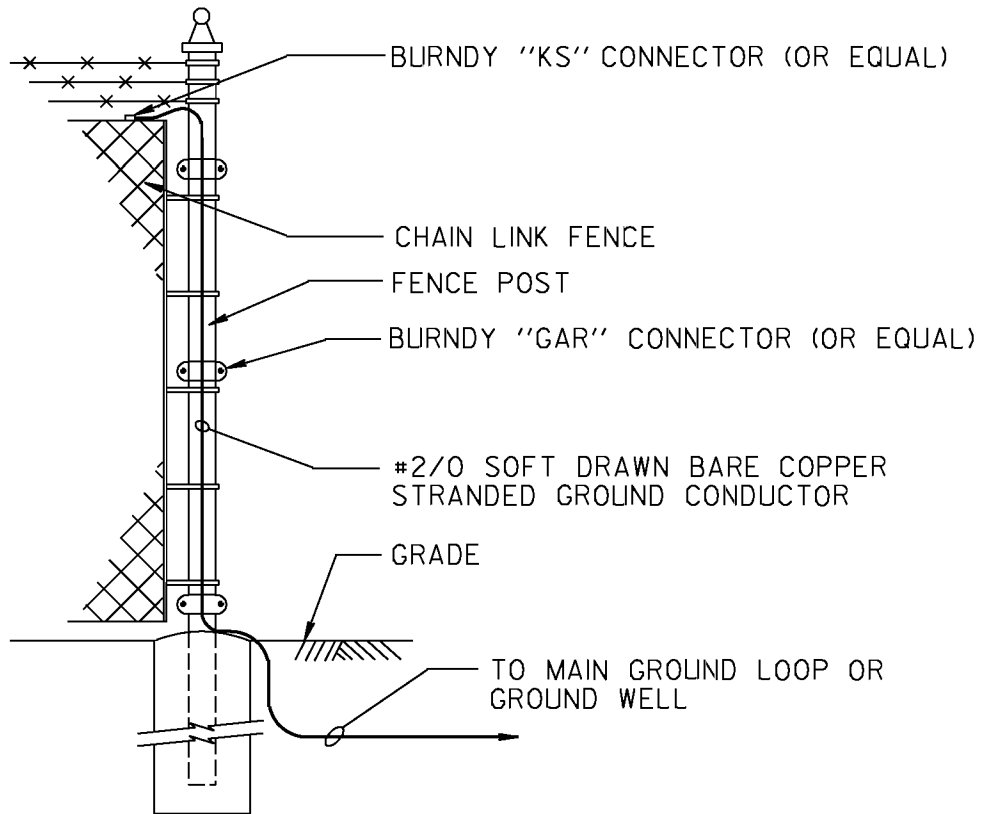 BURNDY "KS" CONNECTOR (OR EQUAL)
CHAIN LINK FENCE
FENCE POST
BURNDY "GAR" CONNECTOR (OR EQUAL)
#2/0 SOFT DRAWN BARE COPPER
STRANDED GROUND CONDUCTOR
GRADE
TO MAIN GROUND LOOP OR
GROUND WELL